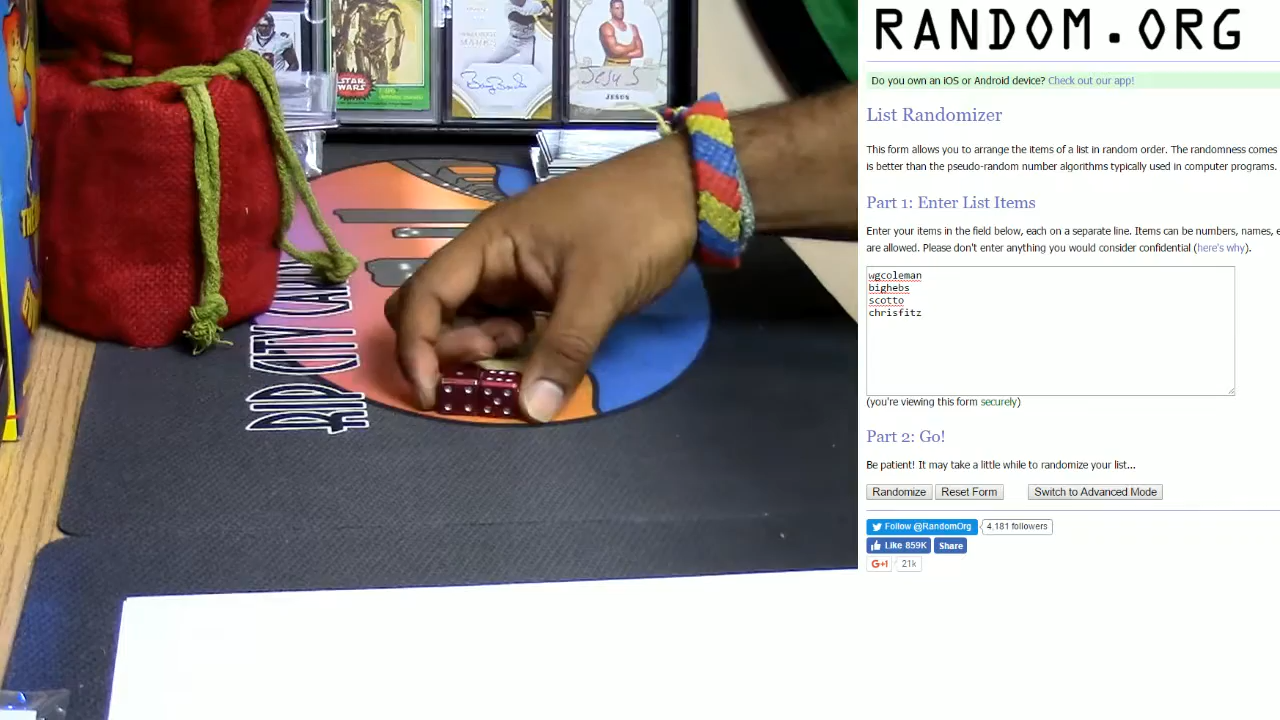 RANDOM.ORG
Do you own an iOS or Android device? Check out our app!
List Randomizer
This form allows you to arrange the items of a list in random order. The randomness comes
is better than the pseudo-random number algorithms typically used in computer programs.
Part 1: Enter List Items
Enter your items in the field below, each on a separate line. Items can be numbers, names, e
are allowed. Please don't enter anything you would consider confidential (here's why).
wgcoleman
bighebs
scotto
chrisfitz
(you're viewing this form securely)
Part 2: Go!
Be patient! It may take a little while to randomize your list...
Randomize Reset Form Switch to Advanced Mode
Follow @RandomOrg 4,181 followers
Like 859K Share
G+1 21k
STAR
WARS
JESUS
RIP CITY CARDS